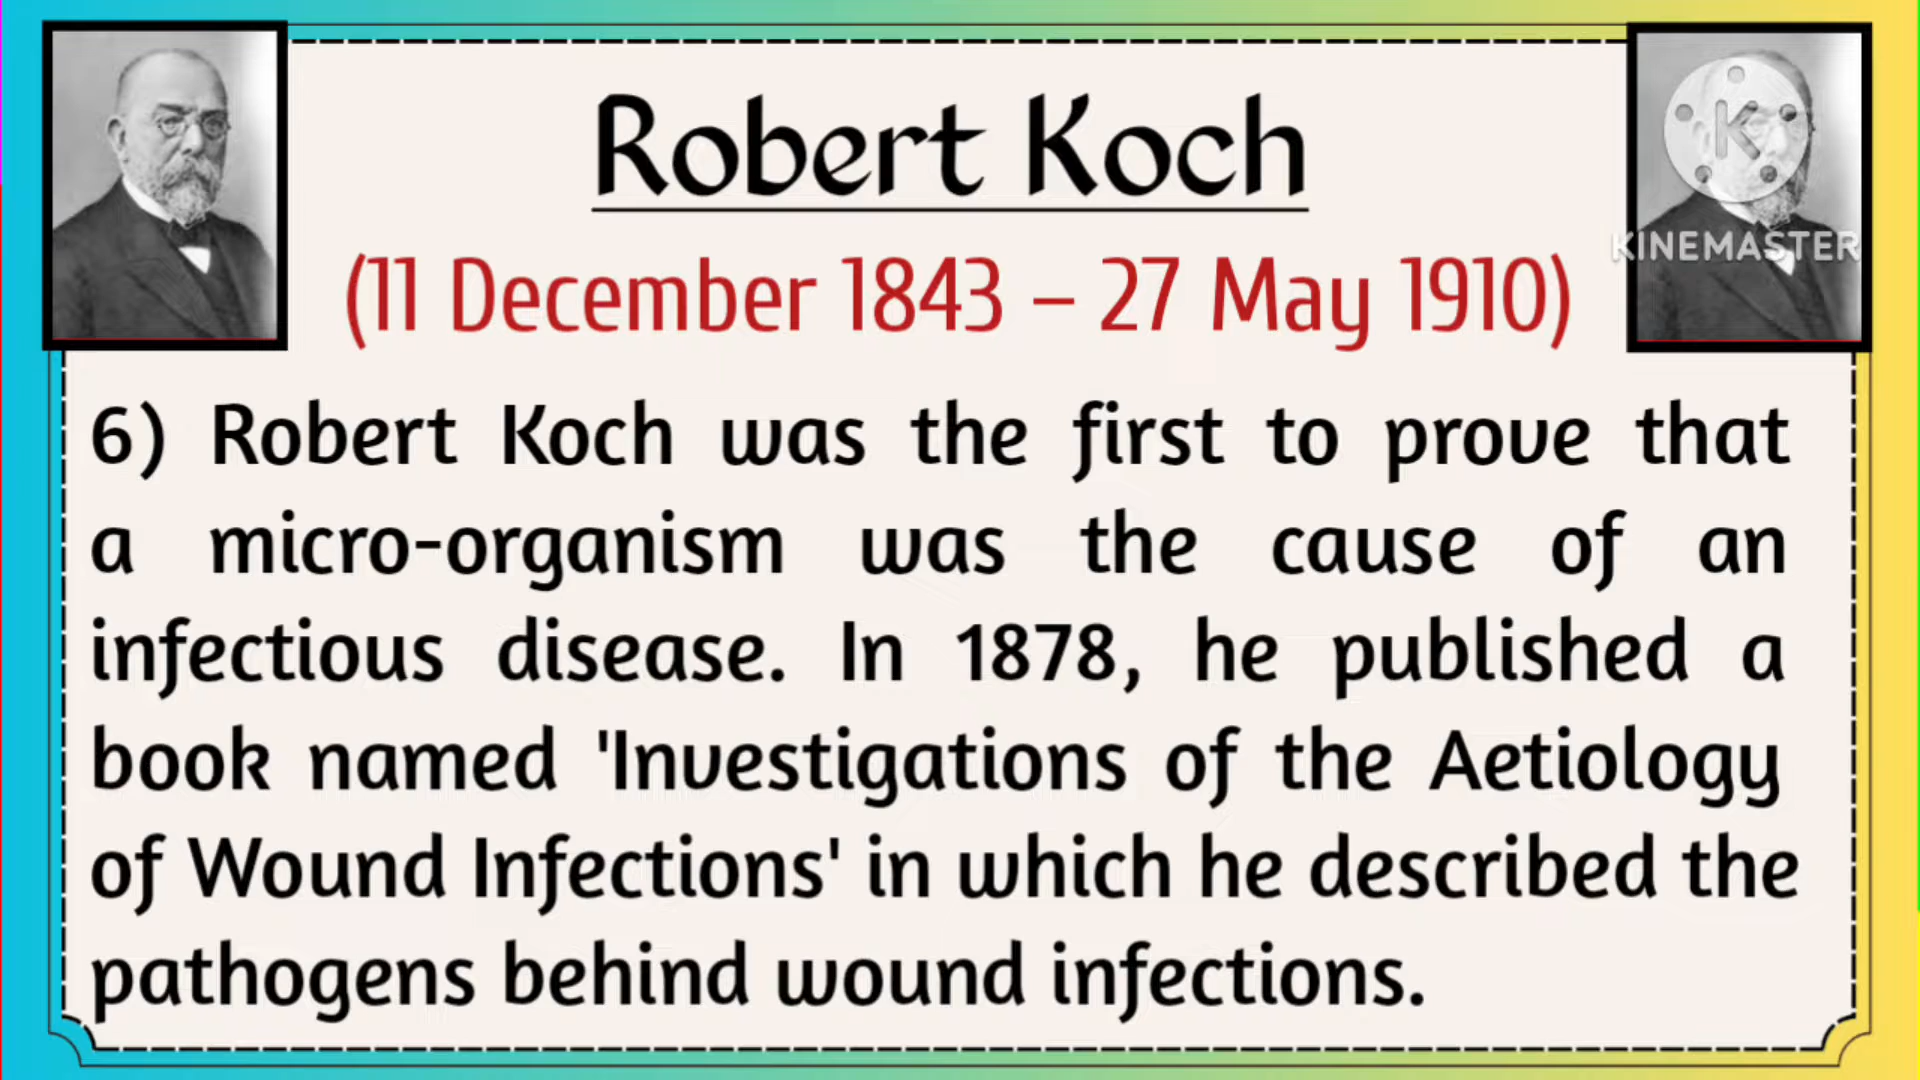 Robert Koch
(11 December 1843 – 27 May 1910)
K
KINEMASTER
6) Robert Koch was the first to prove that
a micro-organism was the cause of an
infectious disease. In 1878, he published a
book named 'Investigations of the Aetiology
of Wound Infections' in which he described the
pathogens behind wound infections.